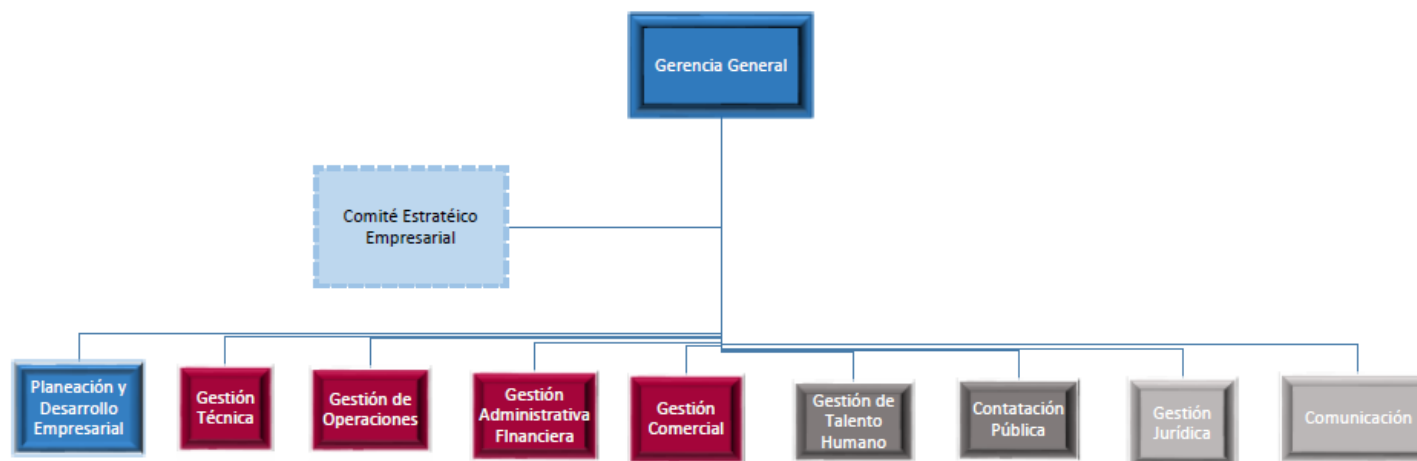 Gerencia General
Comité Estratéico
Empresarial
Planeación y
Desarrollo
Empresarial
Gestión
Técnica
Gestión de
Operaciones
Gestión
Administrativa
FInanciera
Gestión
Comercial
Gestión de
Talento
Humano
Contatación
Pública
Gestión
Jurídica
Comunicación